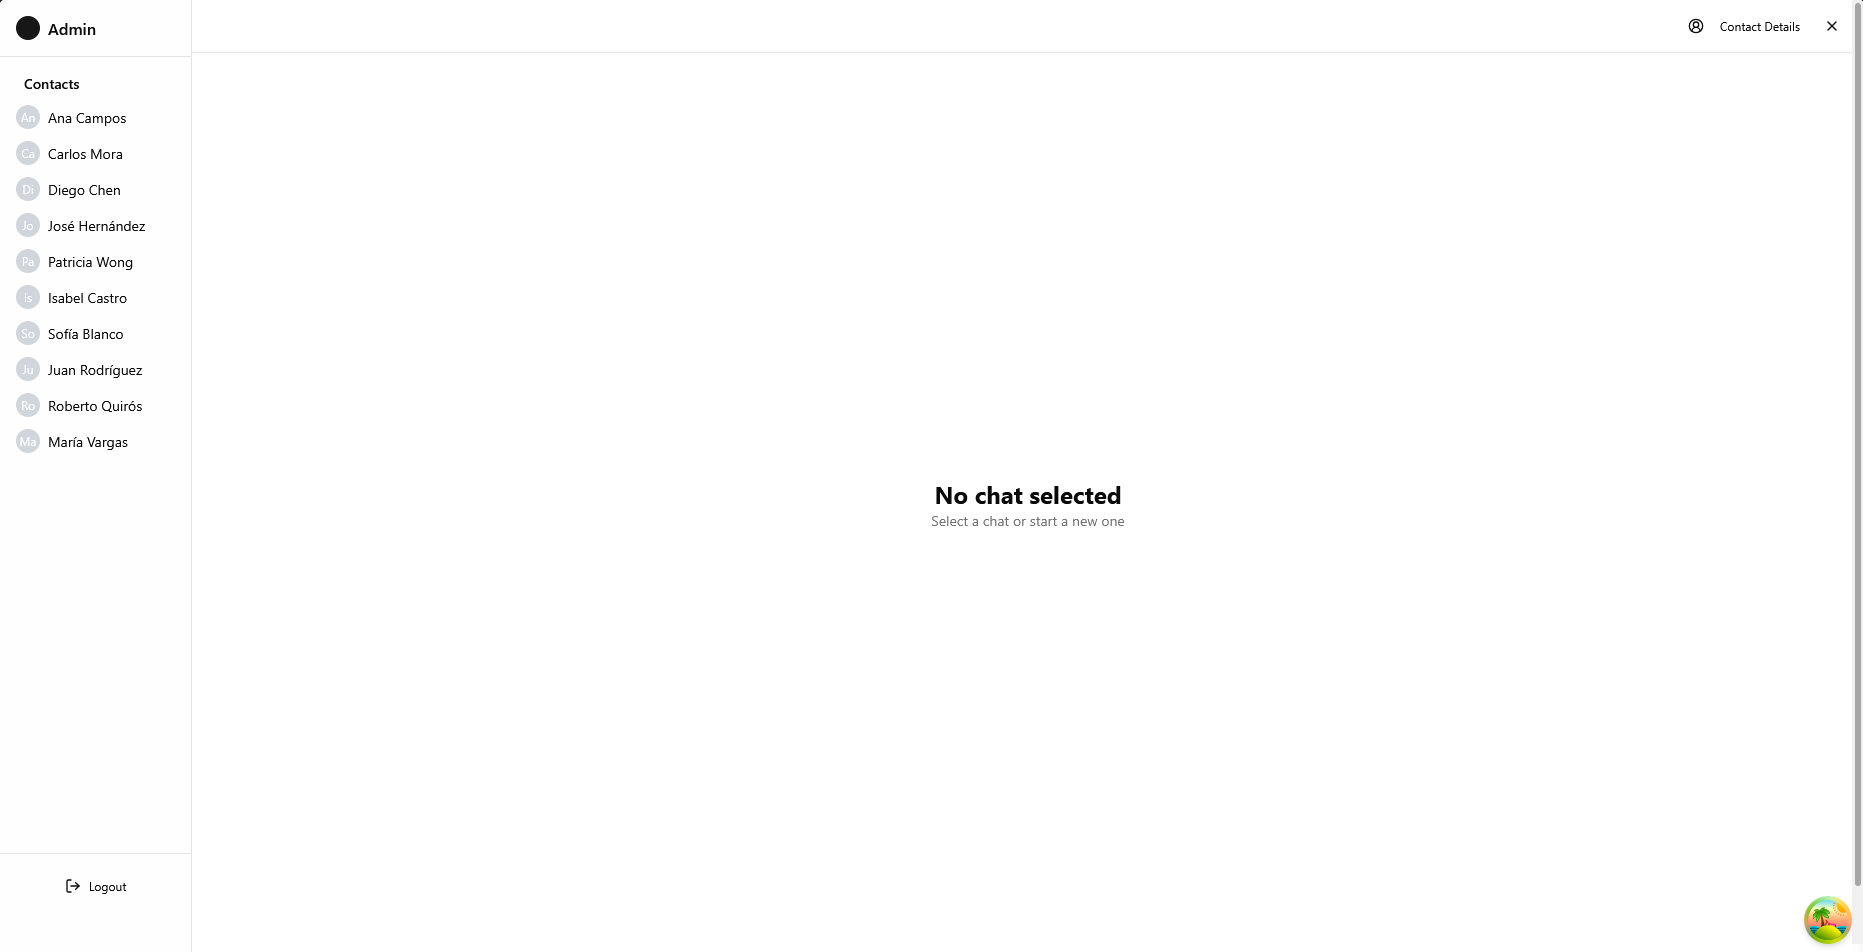 Admin
Contact Details
Contacts
An Ana Campos
Ca Carlos Mora
Di Diego Chen
Jo José Hernández
Pa Patricia Wong
Is Isabel Castro
So Sofía Blanco
Ju Juan Rodríguez
Ro Roberto Quirós
Ma María Vargas
No chat selected
Select a chat or start a new one
Logout